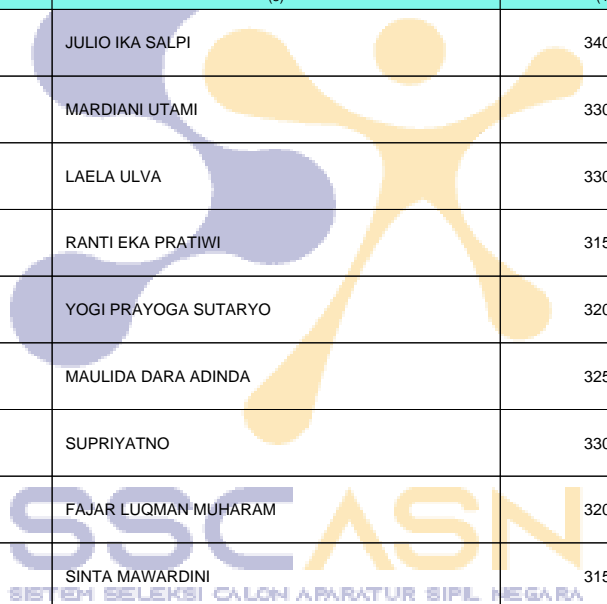 JULIO IKA SALPI 340
MARDIANI UTAMI 330
LAELA ULVA 330
RANTI EKA PRATIWI 315
YOGI PRAYOGA SUTARYO 320
MAULIDA DARA ADINDA 325
SUPRIYATNO 330
FAJAR LUQMAN MUHARAM 320
SSCASN
SINTA MAWARDINI 315
SISTEM SELEKSI CALON APARATUR SIPIL NEGARA